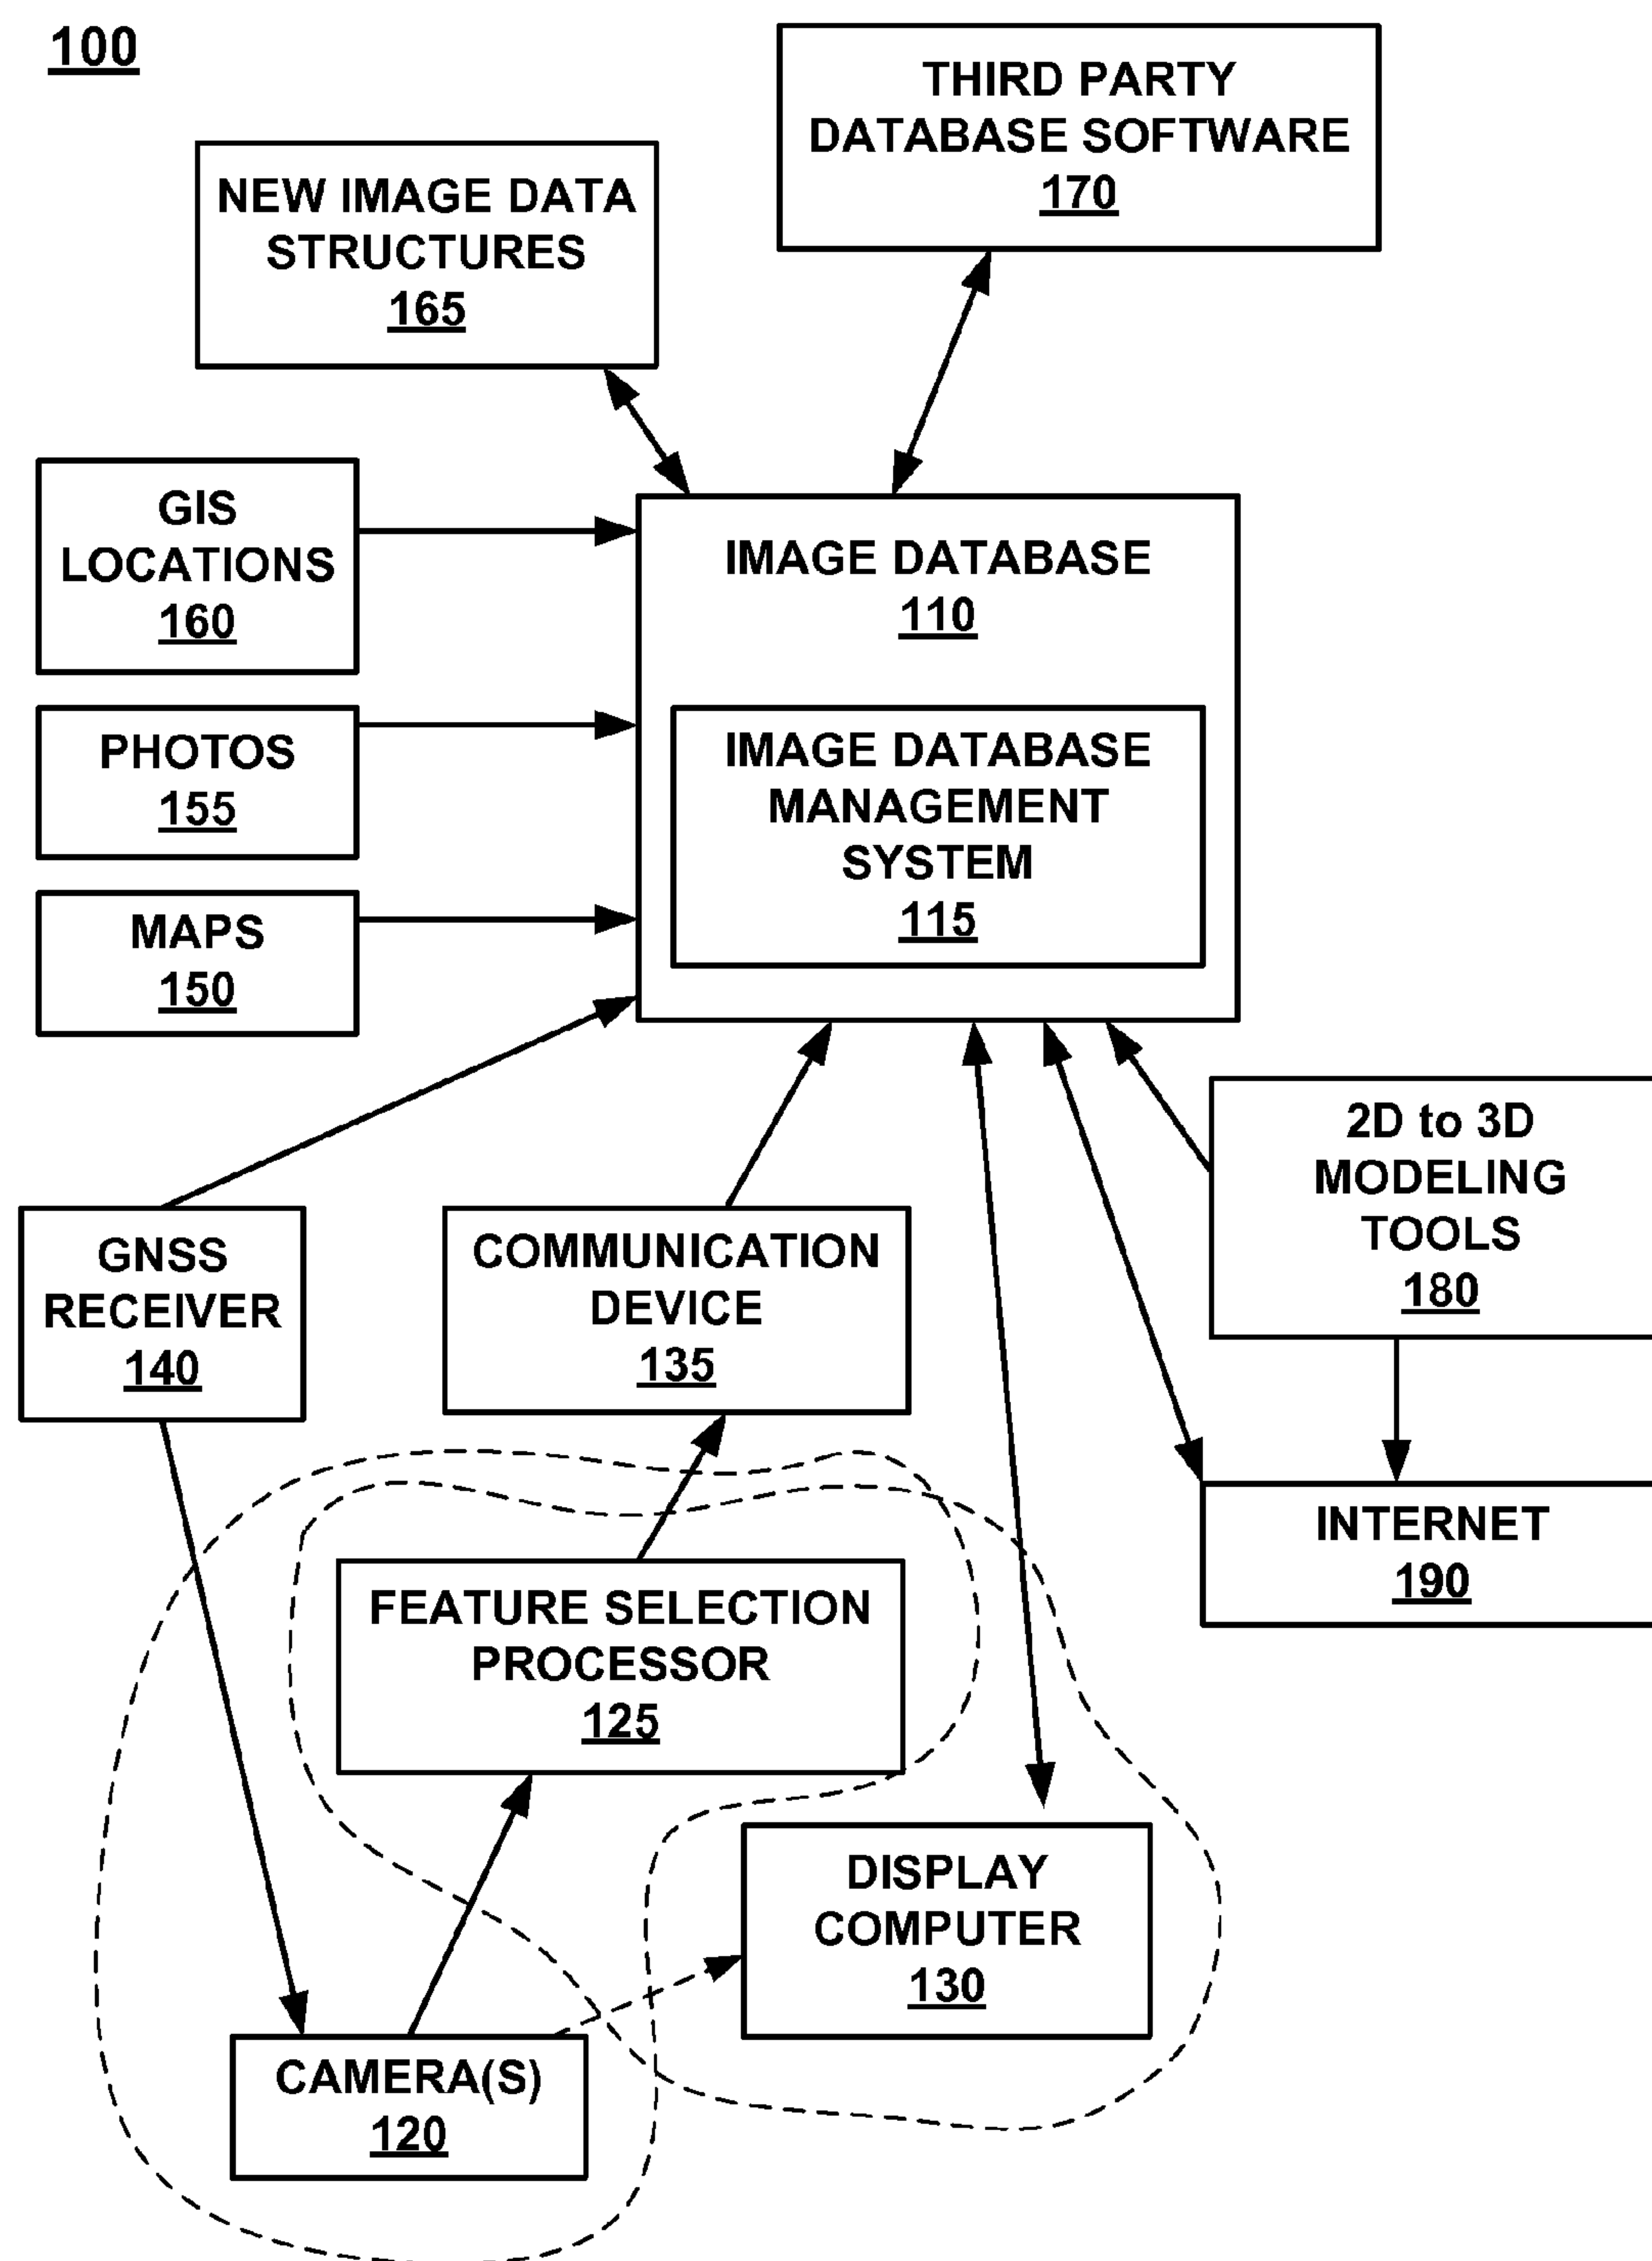 100
THIRD PARTY
DATABASE SOFTWARE
170
NEW IMAGE DATA
STRUCTURES
165
GIS
LOCATIONS
160
IMAGE DATABASE
110
PHOTOS
155
IMAGE DATABASE
MANAGEMENT
SYSTEM
115
MAPS
150
2D to 3D
MODELING
TOOLS
180
GNSS
RECEIVER
140
COMMUNICATION
DEVICE
135
INTERNET
190
FEATURE SELECTION
PROCESSOR
125
DISPLAY
COMPUTER
130
CAMERA(S)
120